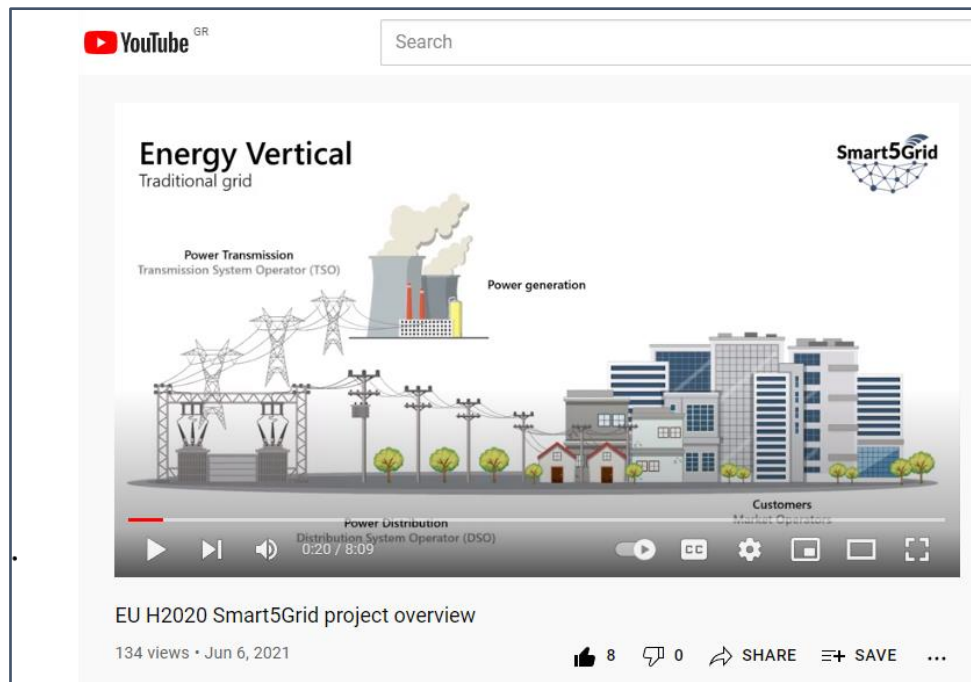 YouTube GR
Search
Energy Vertical
Traditional grid
Smart5Grid
Power Transmission
Transmission System Operator (TSO)
Power generation
Customers
Market Operators
Power Distribution
Distribution System Operator (DSO)
0:20 / 8:09
CC
EU H2020 Smart5Grid project overview
134 views • Jun 6, 2021
8 0 SHARE SAVE ...